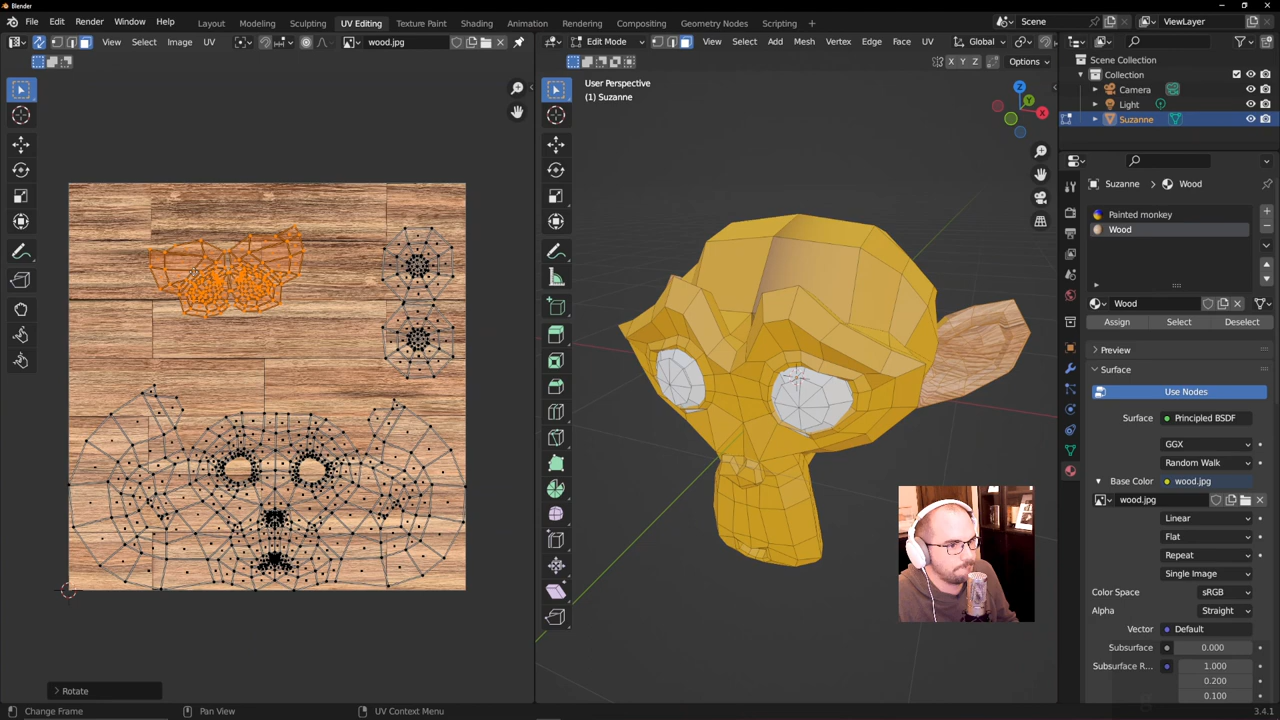 Blender
File Edit Render Window Help Layout Modeling Sculpting UV Editing Texture Paint Shading Animation Rendering Compositing Geometry Nodes Scripting Scene ViewLayer
View Select Image UV wood.jpg Edit Mode View Select Add Mesh Vertex Edge Face UV Global
X Y Z Options
User Perspective
(1) Suzanne
Z
Y
X
Scene Collection
Collection
Camera
Light
Suzanne
Suzanne > Wood
Painted monkey
Wood
Wood
Assign Select Deselect
Preview
Surface
Use Nodes
Surface Principled BSDF
GGX
Random Walk
Base Color wood.jpg
wood.jpg
Linear
Flat
Repeat
Single Image
Color Space sRGB
Alpha Straight
Vector Default
Subsurface 0.000
Subsurface R... 1.000
0.200
0.100
Rotate
Change Frame Pan View UV Context Menu 3.4.1